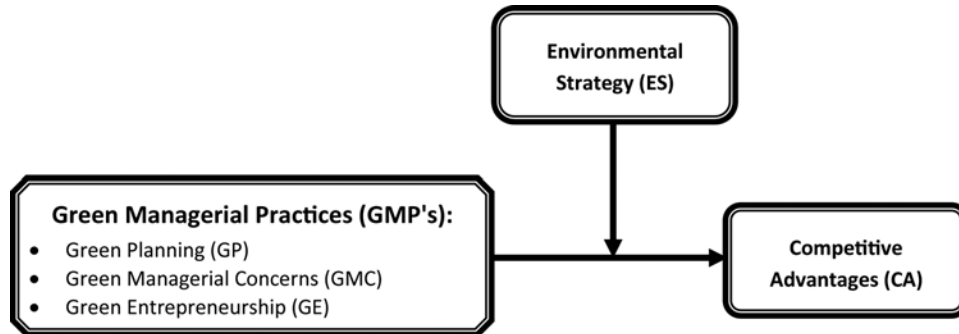 Environmental
Strategy (ES)
Green Managerial Practices (GMP's):
• Green Planning (GP)
• Green Managerial Concerns (GMC)
• Green Entrepreneurship (GE)
Competitive
Advantages (CA)